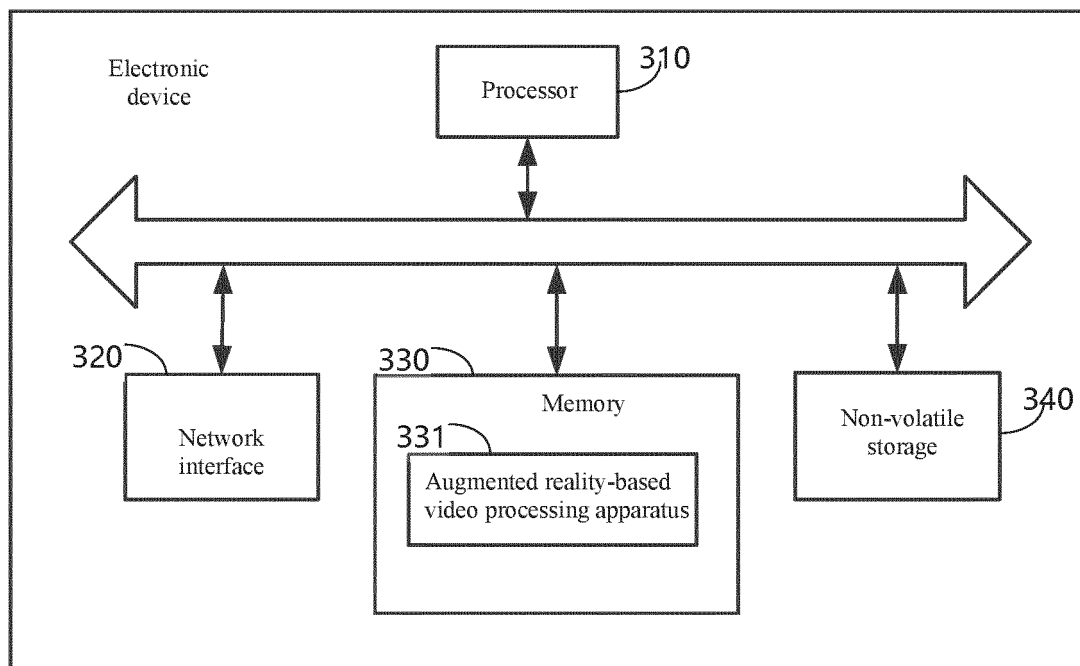 Electronic
device
310
Processor
320
Network
interface
330
Memory
331
Augmented reality-based
video processing apparatus
340
Non-volatile
storage